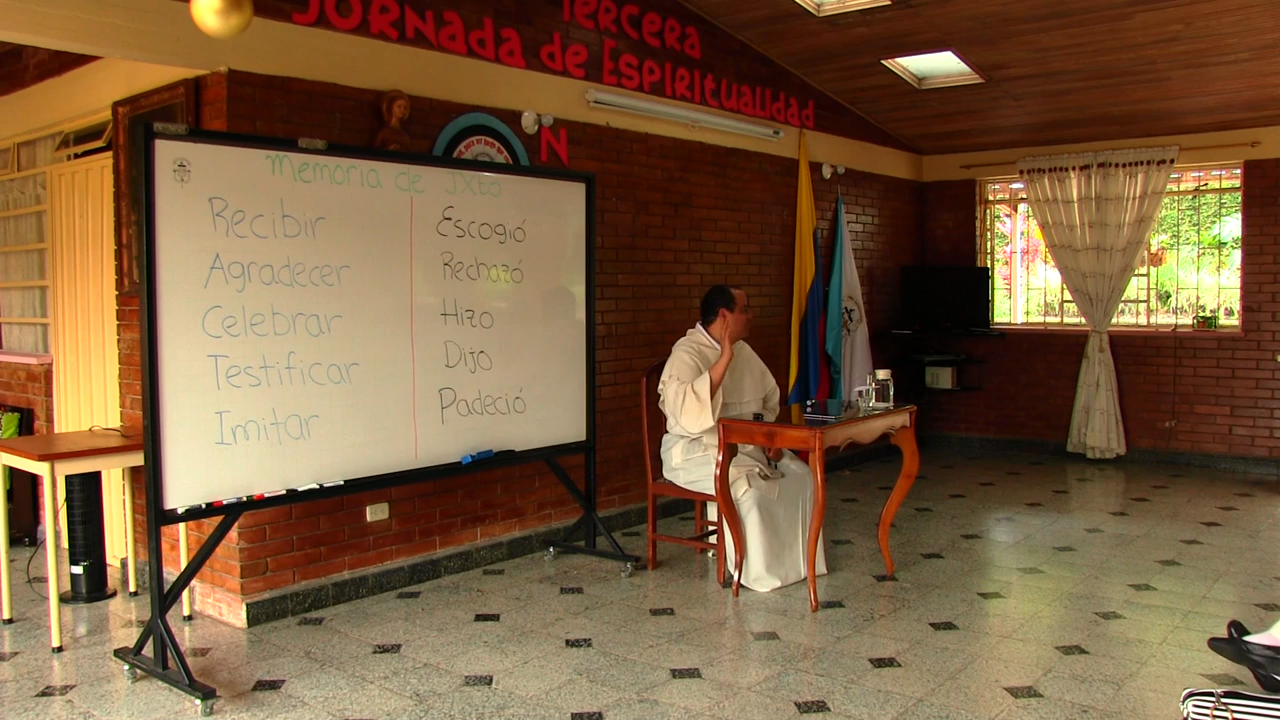 TERCERA
JORNADA de ESPIRITUALIDAD
N
Memoria de JXto
Recibir
Agradecer
Celebrar
Testificar
Imitar
Escogió
Rechazó
Hizo
Dijo
Padeció